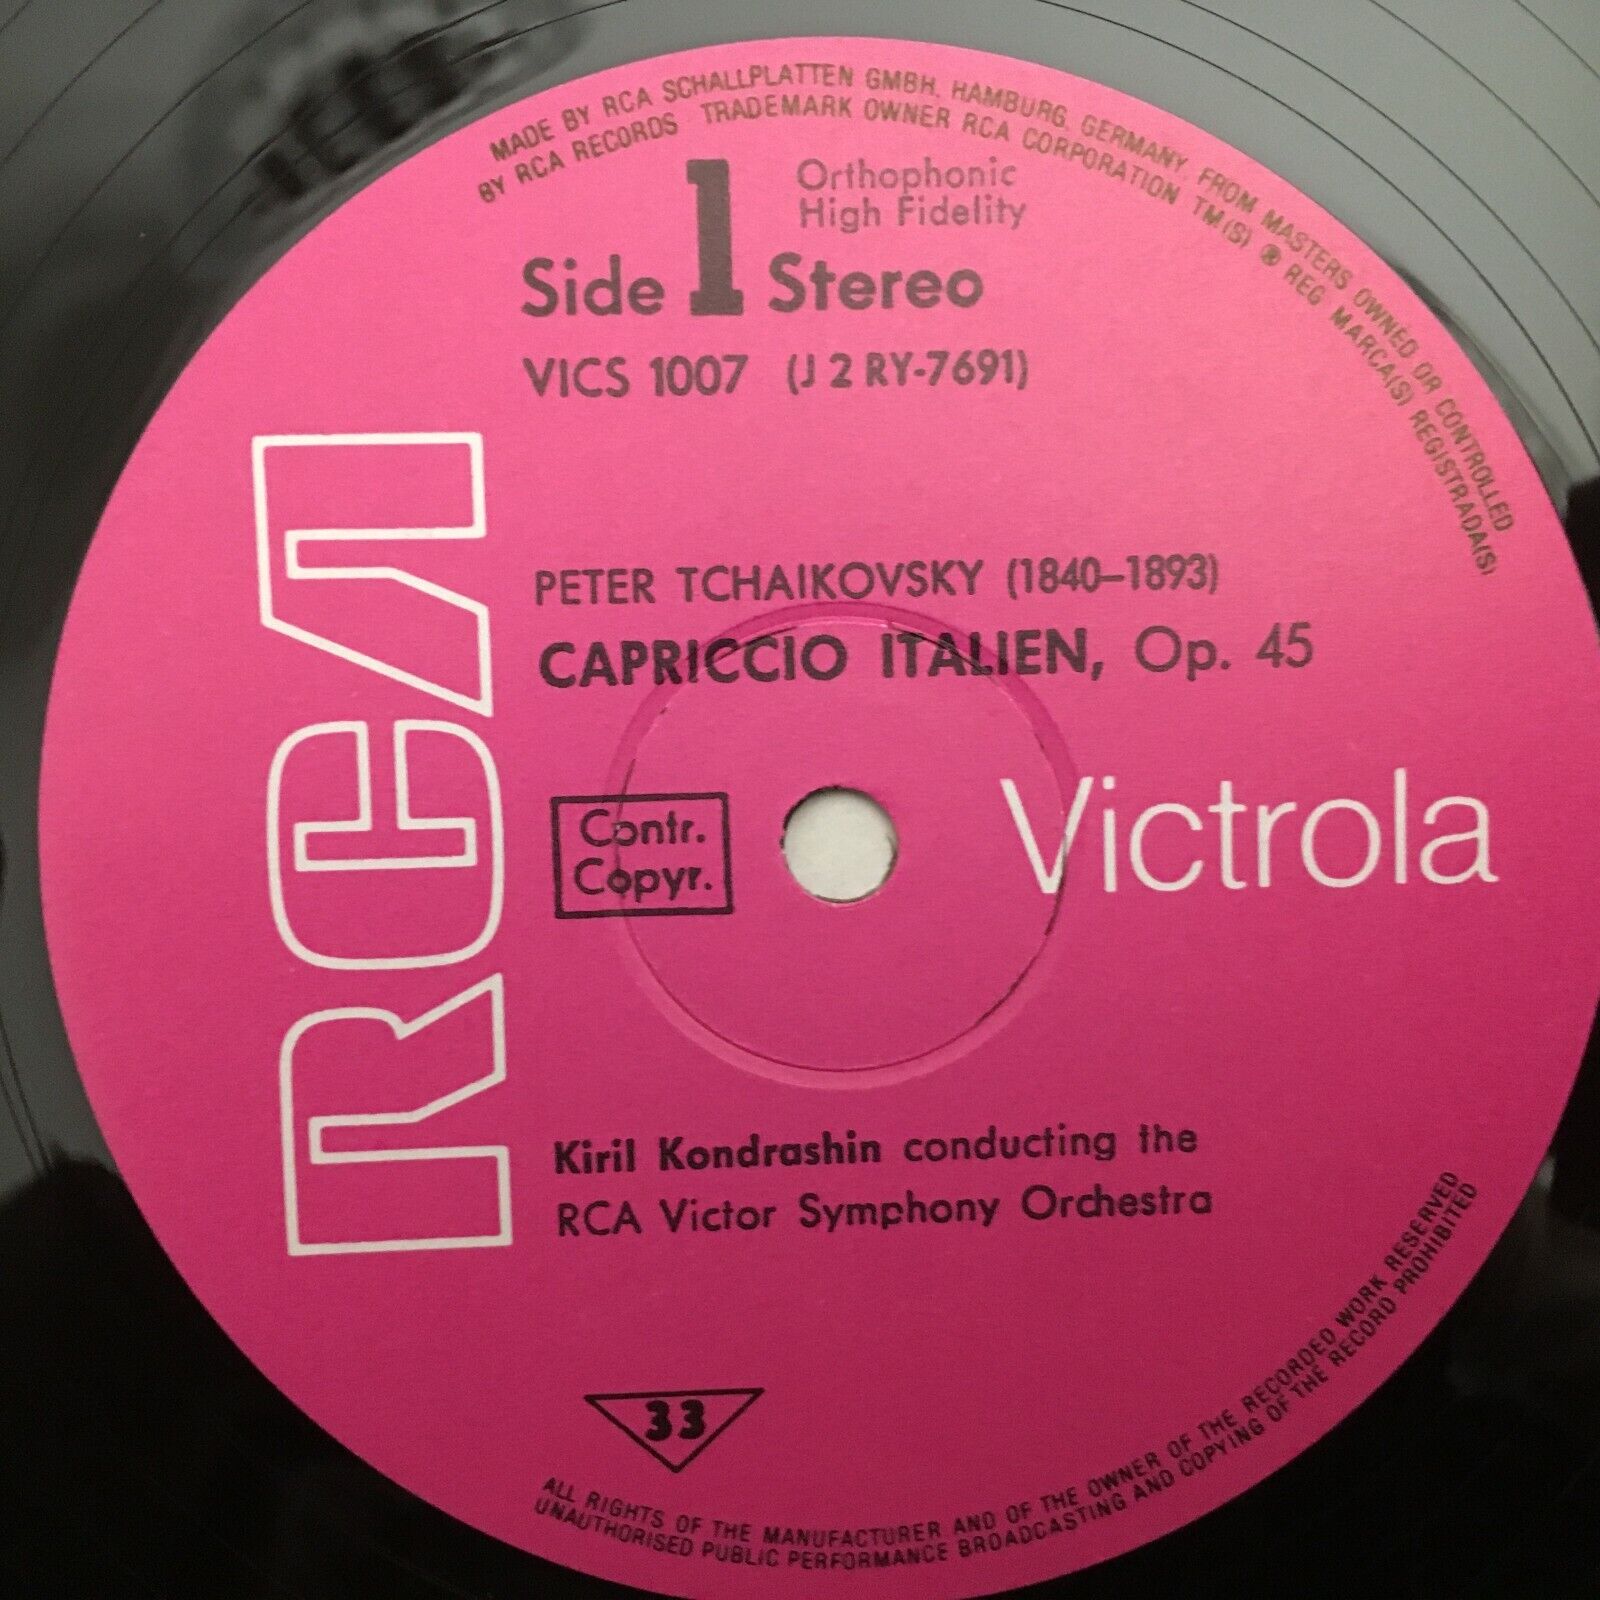 MADE BY RCA SCHALLPLATTEN GMBH, HAMBURG, GERMANY, FROM MASTERS OWNED OR CONTROLLED
BY RCA RECORDS · TRADEMARK OWNER RCA CORPORATION TM(S) ® REG MARCA(S) REGISTRADA(S)
Orthophonic
High Fidelity
Side 1 Stereo
VICS 1007 (J 2 RY-7691)
RCA
PETER TCHAIKOVSKY (1840–1893)
CAPRICCIO ITALIEN, Op. 45
Contr.
Copyr.
Victrola
Kiril Kondrashin conducting the
RCA Victor Symphony Orchestra
33
ALL RIGHTS OF THE MANUFACTURER AND OF THE OWNER OF THE RECORDED WORK RESERVED
UNAUTHORISED PUBLIC PERFORMANCE BROADCASTING AND COPYING OF THE RECORD PROHIBITED